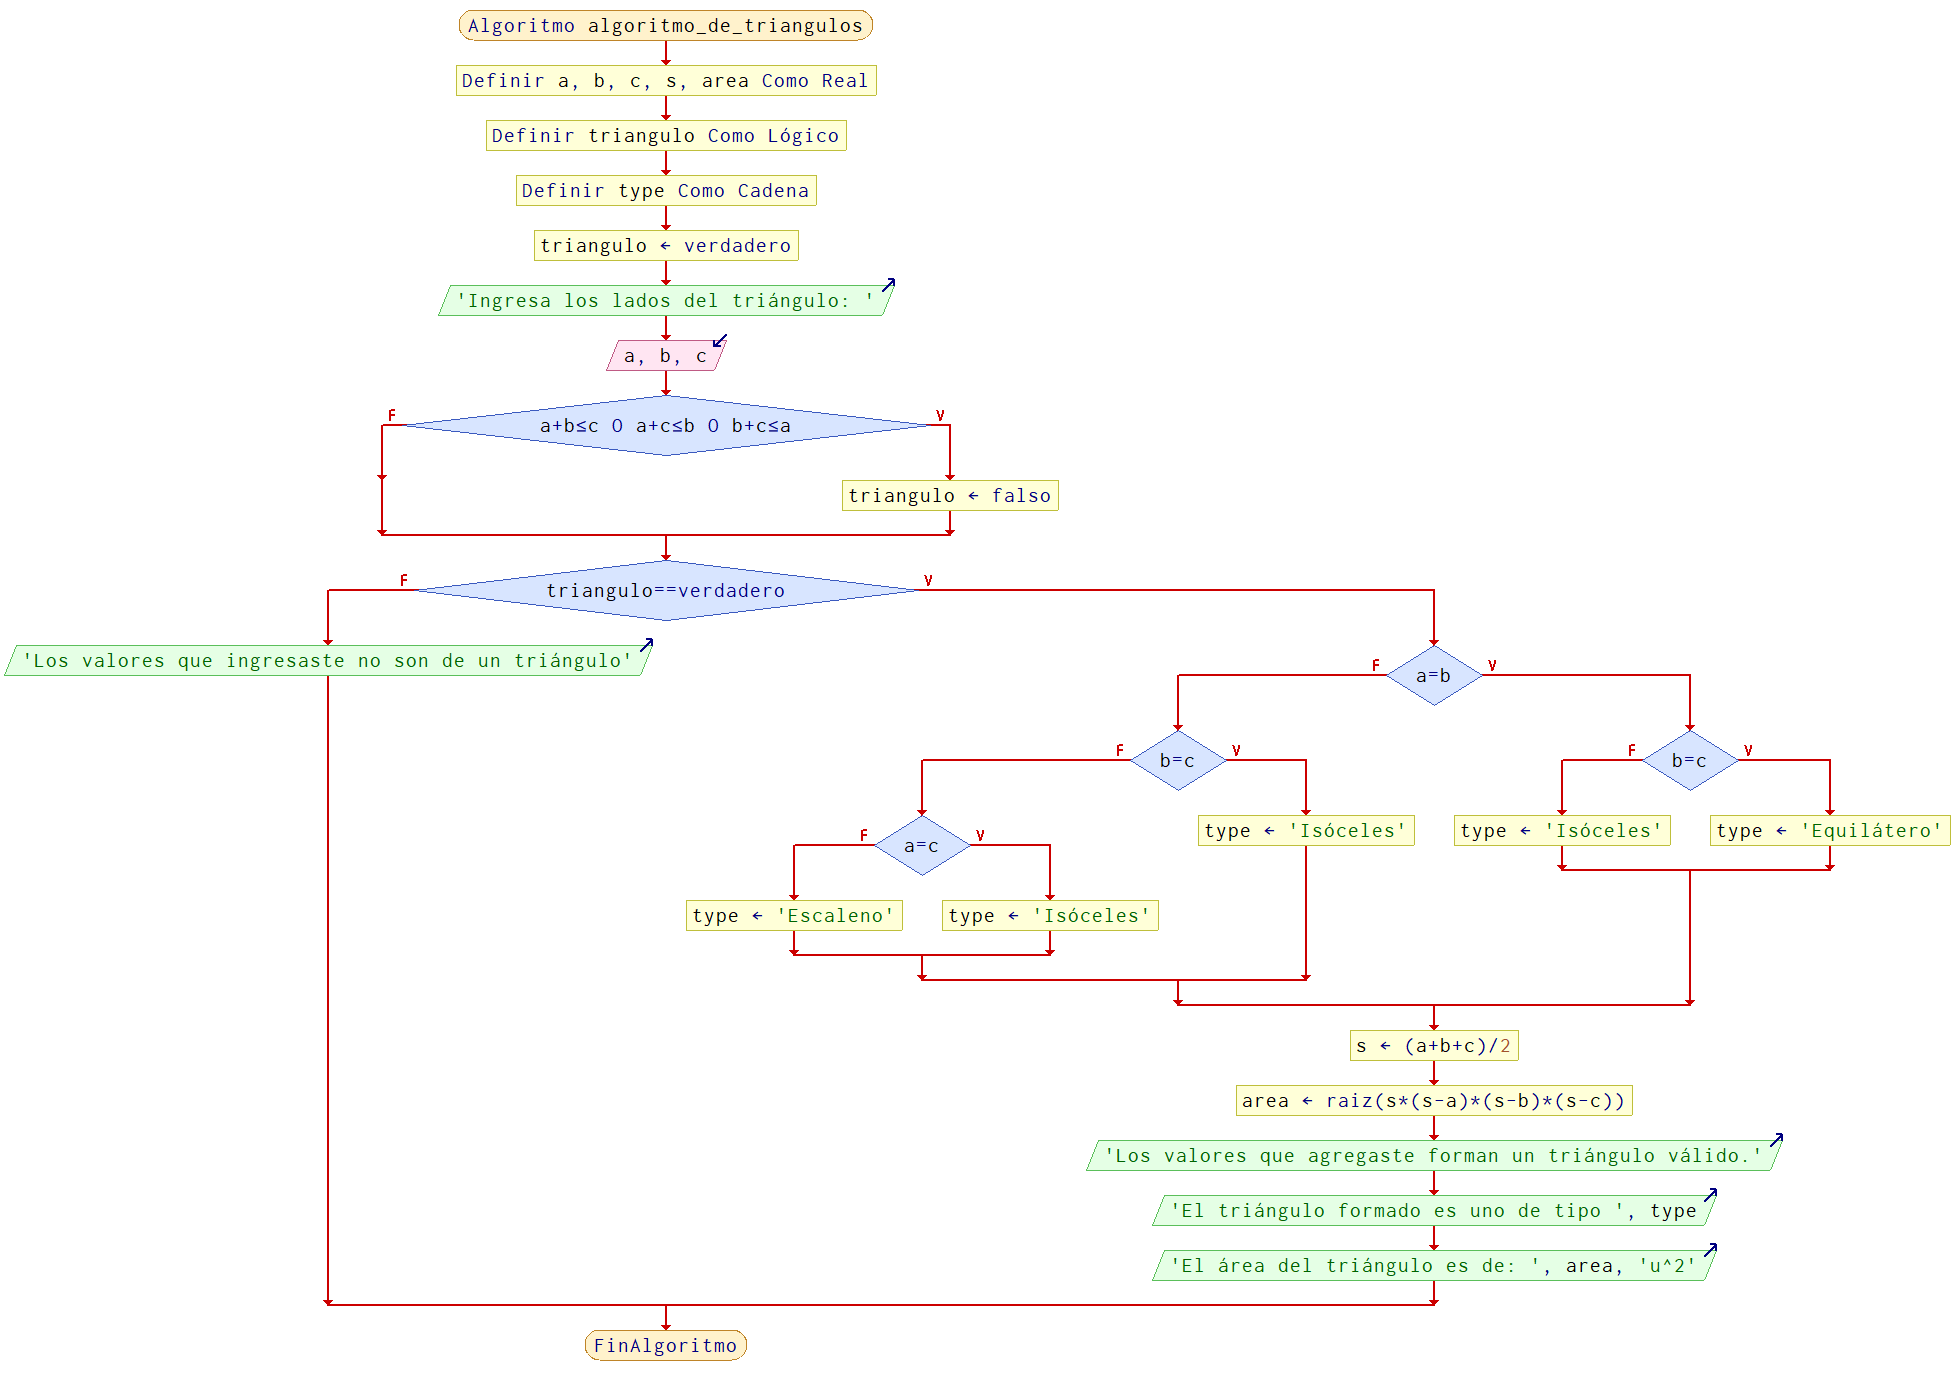 Algoritmo algoritmo_de_triangulos
Definir a, b, c, s, area Como Real
Definir triangulo Como Lógico
Definir type Como Cadena
triangulo ← verdadero
'Ingresa los lados del triángulo: '
a, b, c
F
V
a+b≤c O a+c≤b O b+c≤a
triangulo ← falso
F
V
triangulo==verdadero
'Los valores que ingresaste no son de un triángulo'
F
V
a=b
F
V
b=c
F
V
b=c
type ← 'Isóceles'
type ← 'Isóceles'
type ← 'Equilátero'
F
V
a=c
type ← 'Escaleno'
type ← 'Isóceles'
s ← (a+b+c)/2
area ← raiz(s*(s-a)*(s-b)*(s-c))
'Los valores que agregaste forman un triángulo válido.'
'El triángulo formado es uno de tipo ', type
'El área del triángulo es de: ', area, 'u^2'
FinAlgoritmo